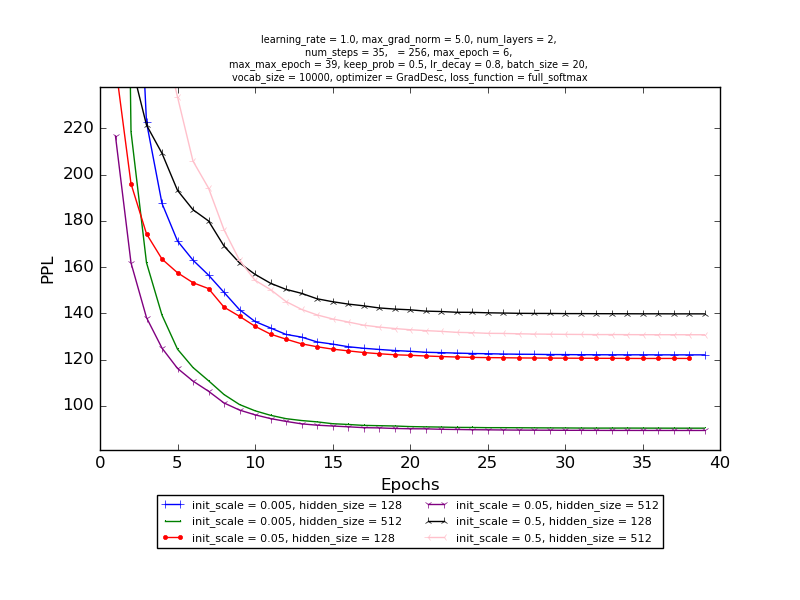 learning_rate = 1.0, max_grad_norm = 5.0, num_layers = 2,
num_steps = 35,   = 256, max_epoch = 6,
max_max_epoch = 39, keep_prob = 0.5, lr_decay = 0.8, batch_size = 20,
vocab_size = 10000, optimizer = GradDesc, loss_function = full_softmax
220
200
180
160
140
120
100
PPL
0 5 10 15 20 25 30 35 40
Epochs
init_scale = 0.005, hidden_size = 128
init_scale = 0.005, hidden_size = 512
init_scale = 0.05, hidden_size = 128
init_scale = 0.05, hidden_size = 512
init_scale = 0.5, hidden_size = 128
init_scale = 0.5, hidden_size = 512